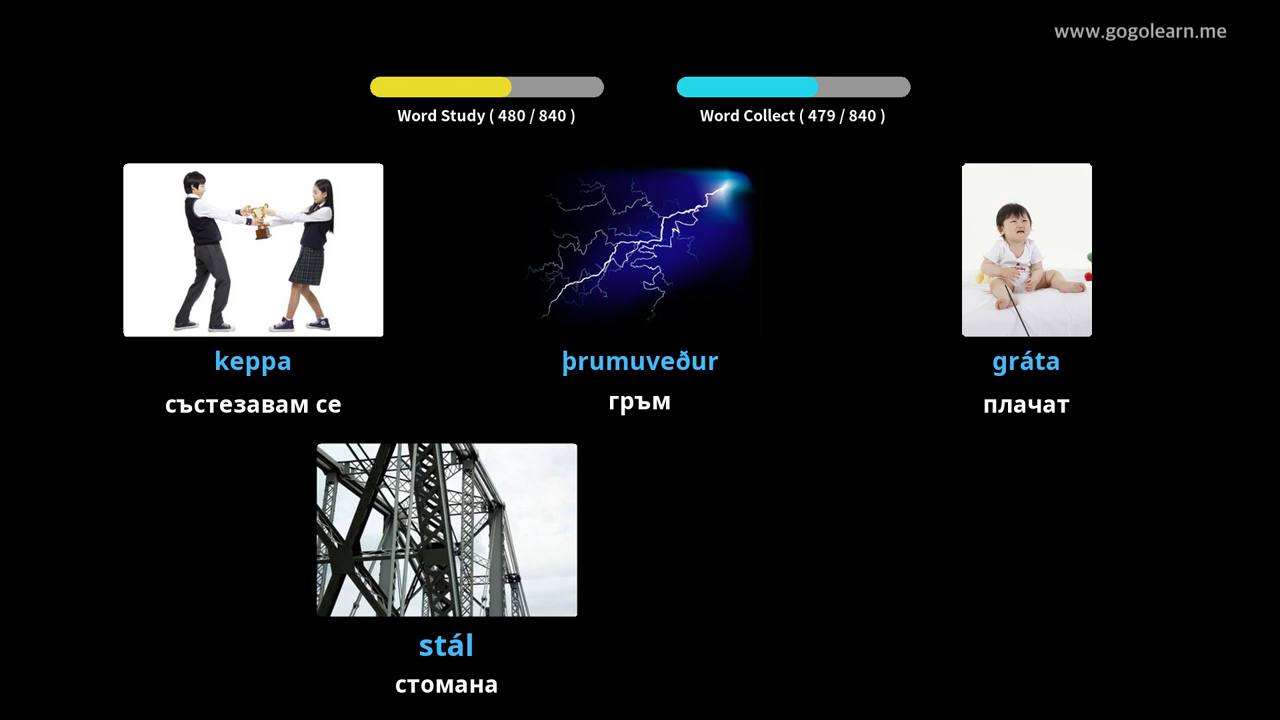 www.gogolearn.me
Word Study ( 480 / 840 )
Word Collect ( 479 / 840 )
keppa
състезавам се
þrumuveður
гръм
gráta
плачат
stál
стомана